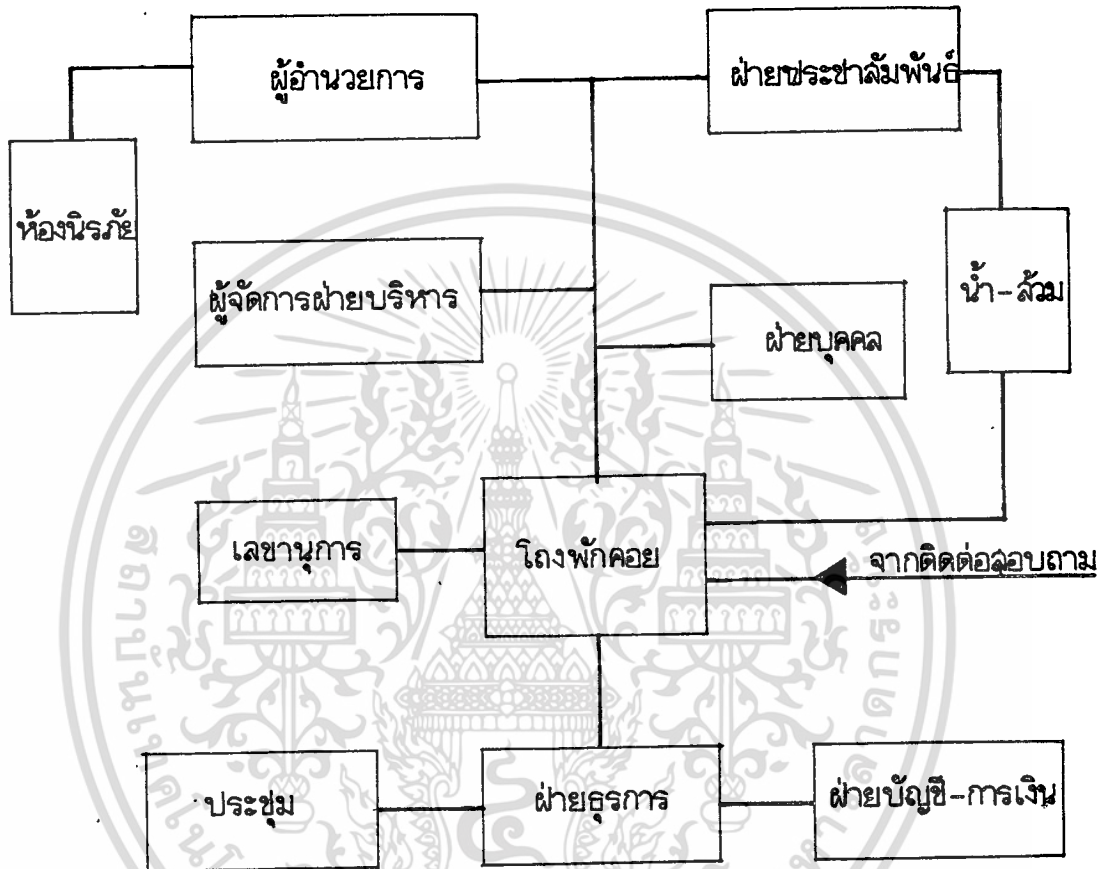 ผู้อำนวยการ
ฝ่ายประชาสัมพันธ์
ห้องนิรภัย
น้ำ-ส้วม
ผู้จัดการฝ่ายบริหาร
ฝ่ายบุคคล
เลขานุการ
โถงพักคอย
จากติดต่อสอบถาม
ประชุม
ฝ่ายธุรการ
ฝ่ายบัญชี-การเงิน